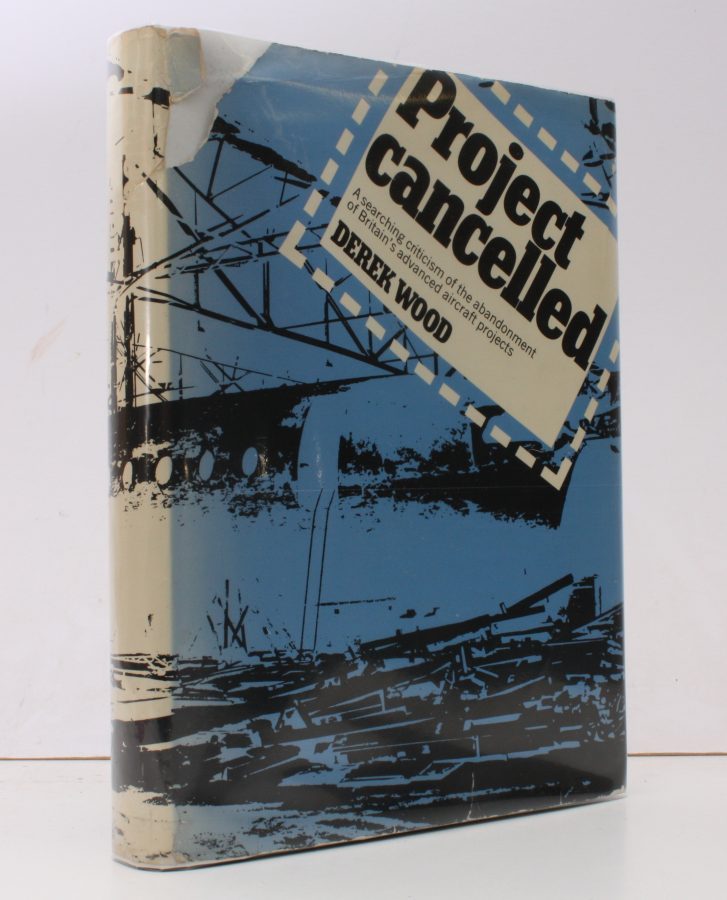 Project
cancelled
A searching criticism of the abandonment
of Britain's advanced aircraft projects
DEREK WOOD